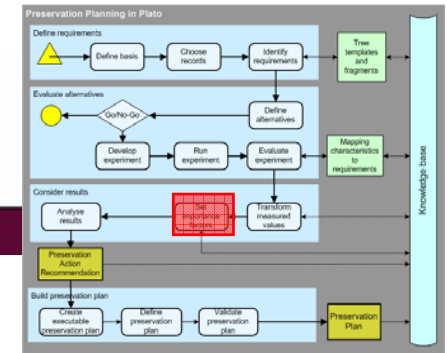 Preservation Planning in Plato
Define requirements
Define basis
Choose
records
Identify
requirements
Tree
templates
and
fragments
Evaluate alternatives
Go/No-Go
Define
alternatives
Develop
experiment
Run
experiment
Evaluate
experiment
Mapping
characteristics
to
requirements
Knowledge base
Consider results
Analyse
results
Set
importance
Transform
measured
values
Preservation
Action
Recommendation
Build preservation plan
Create
executable
preservation plan
Define
preservation
plan
Validate
preservation
plan
Preservation
Plan